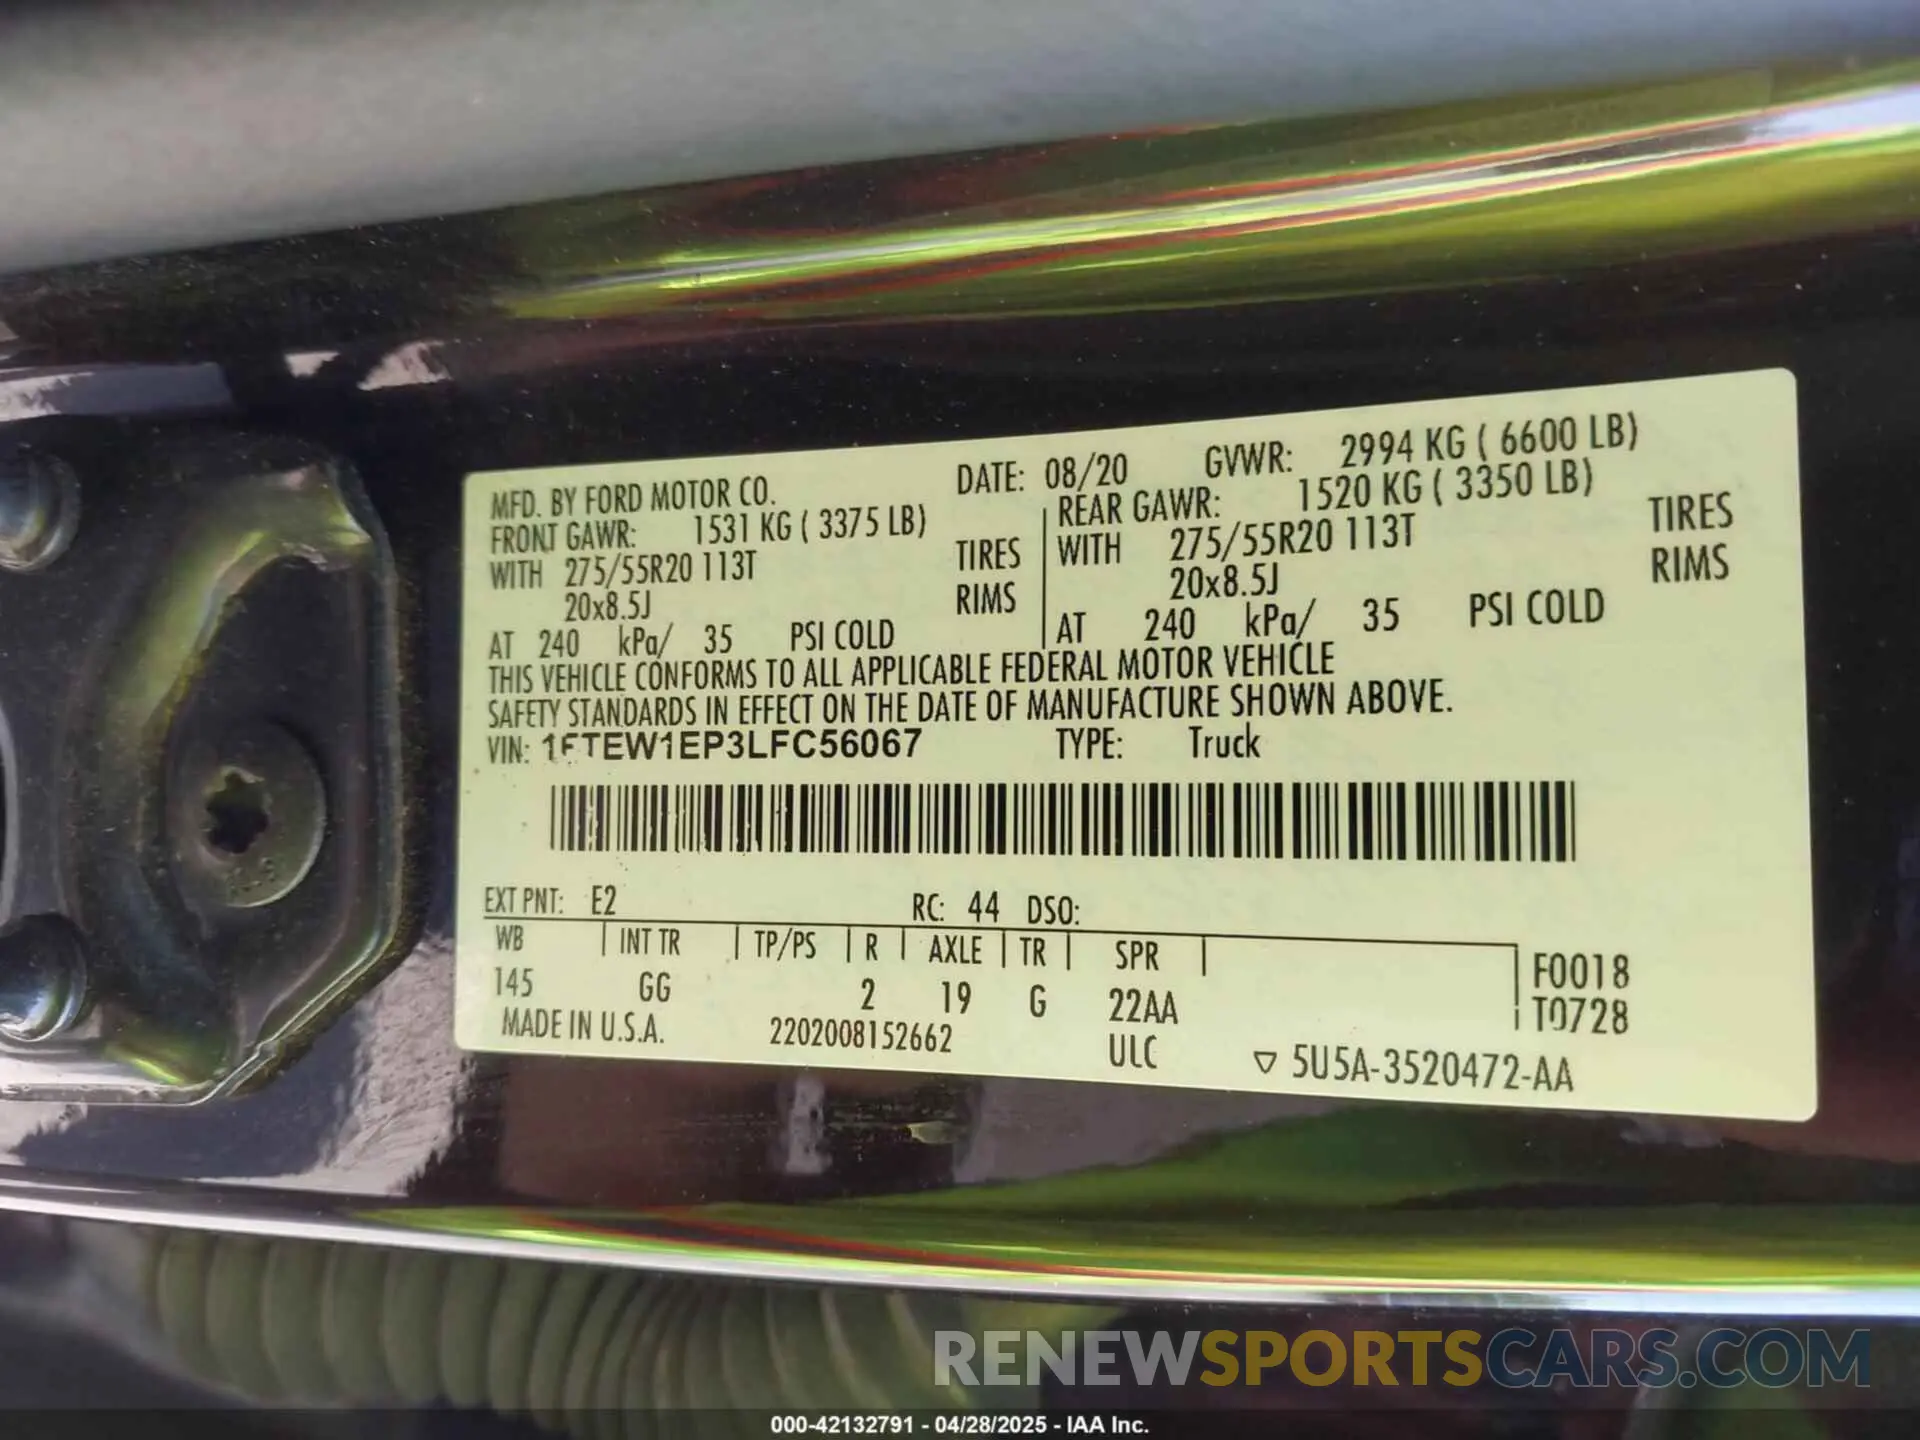 MFD. BY FORD MOTOR CO. DATE: 08/20 GVWR: 2994 KG ( 6600 LB)
FRONT GAWR: 1531 KG ( 3375 LB) REAR GAWR: 1520 KG ( 3350 LB)
WITH 275/55R20 113T TIRES WITH 275/55R20 113T TIRES
20x8.5J RIMS 20x8.5J RIMS
AT 240 kPa/ 35 PSI COLD AT 240 kPa/ 35 PSI COLD
THIS VEHICLE CONFORMS TO ALL APPLICABLE FEDERAL MOTOR VEHICLE
SAFETY STANDARDS IN EFFECT ON THE DATE OF MANUFACTURE SHOWN ABOVE.
VIN: 1FTEW1EP3LFC56067 TYPE: Truck
EXT PNT: E2 RC: 44 DSO:
WB INT TR TP/PS R AXLE TR SPR F0018
145 GG 2 19 G 22AA T0728
MADE IN U.S.A. 2202008152662 ULC ▽ 5U5A-3520472-AA
RENEWSPORTSCARS.COM
000-42132791 - 04/28/2025 - IAA Inc.